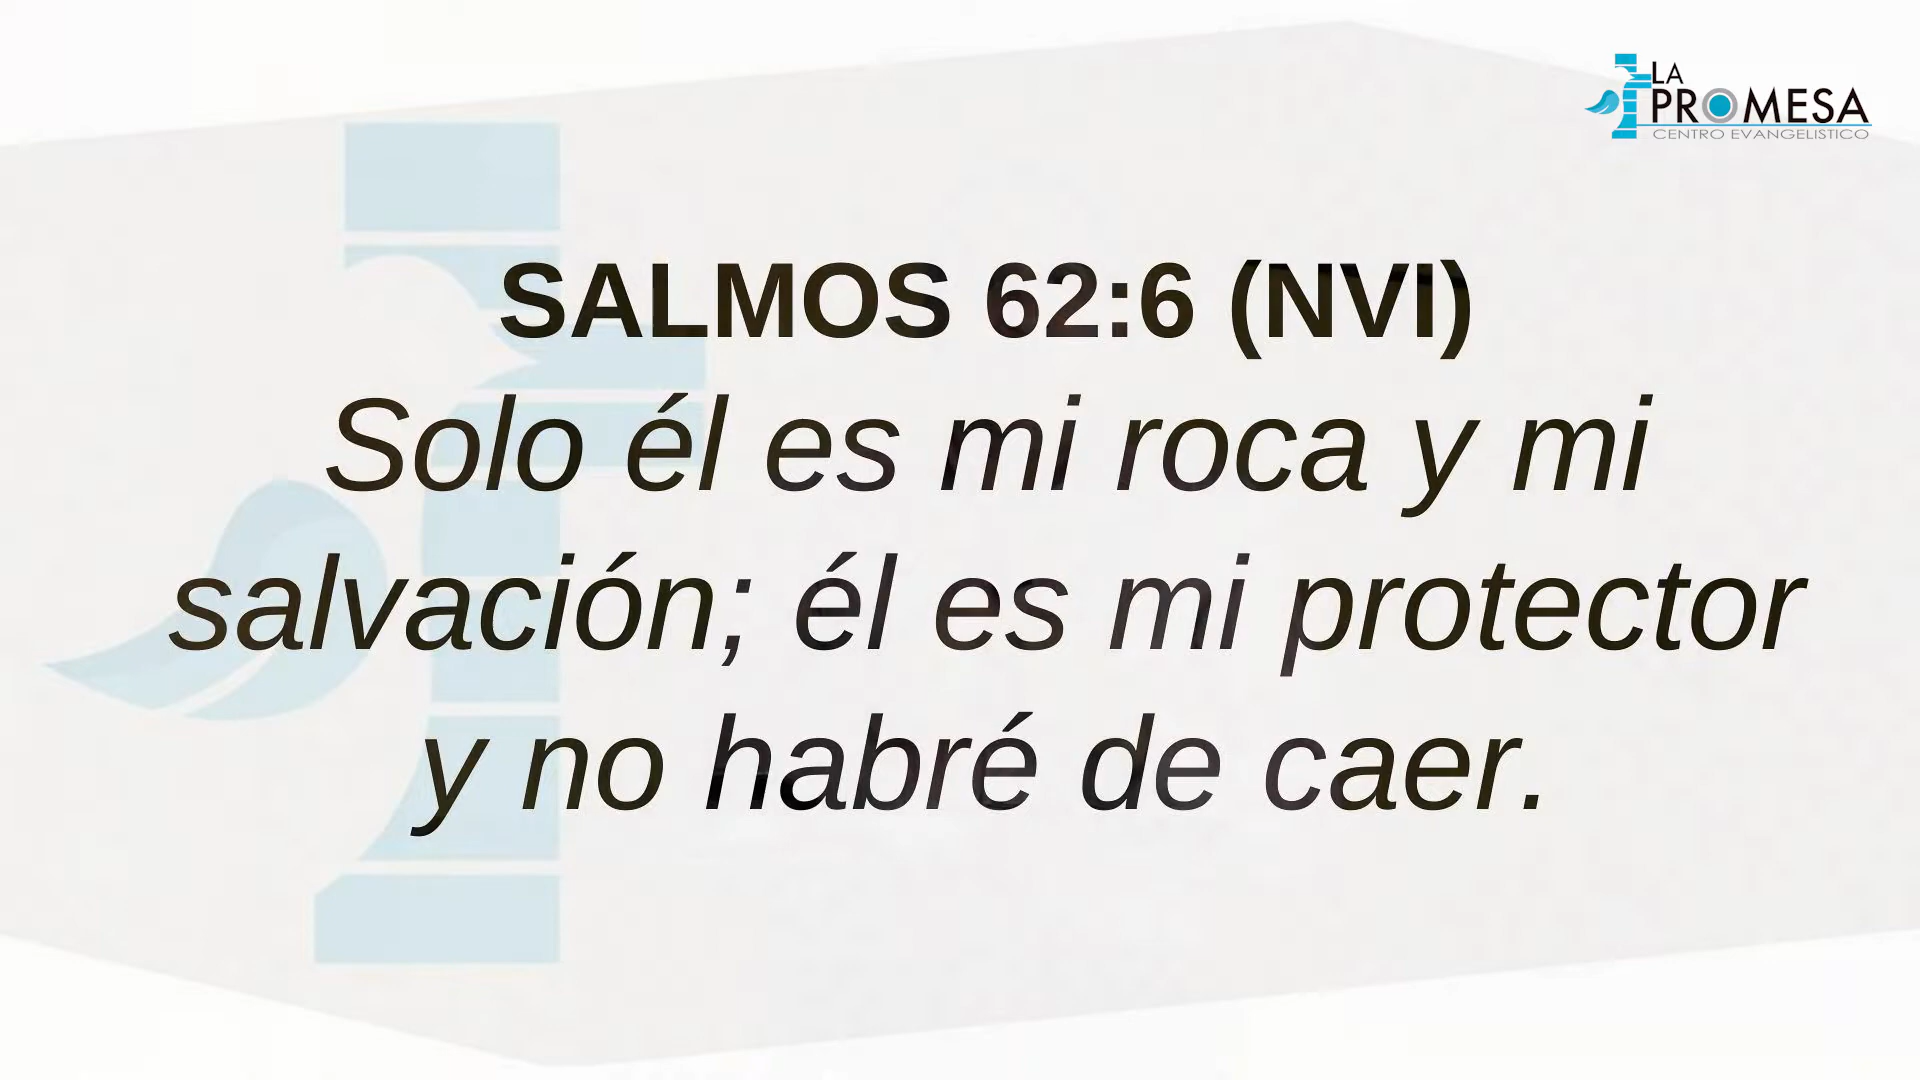 LA
PROMESA
CENTRO EVANGELISTICO
SALMOS 62:6 (NVI)
Solo él es mi roca y mi
salvación; él es mi protector
y no habré de caer.